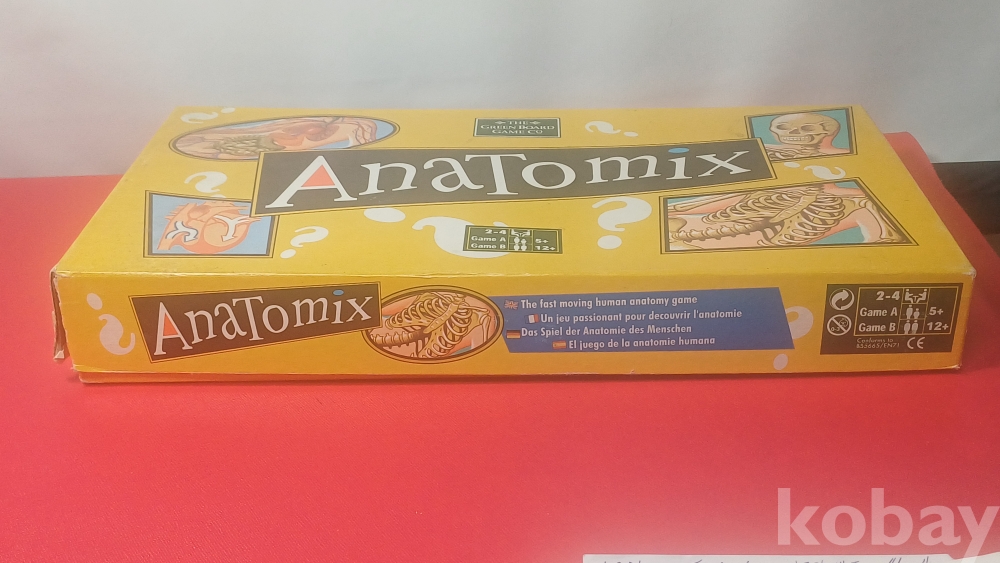 THE
GREEN BOARD
GAME CO
AnaTomix
2-4
Game A 5+
Game B 12+
AnaTomix
The fast moving human anatomy game
Un jeu passionant pour decouvrir l'anatomie
Das Spiel der Anatomie des Menschen
El juego de la anatomie humana
2-4
Game A 5+
Game B 12+
Conforms to
BS5665/EN71
CE
kobay